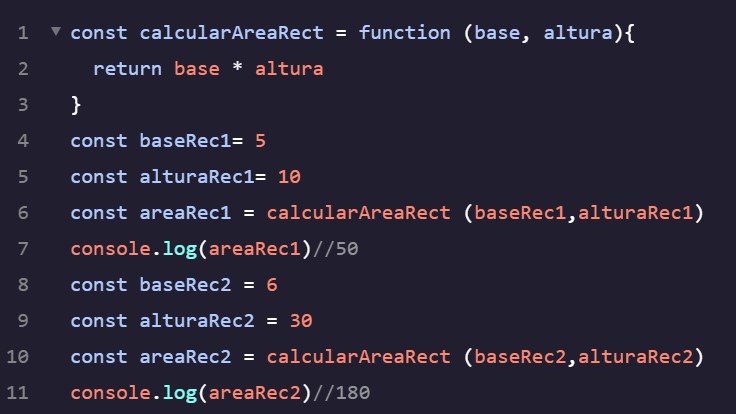 1 ▼ const calcularAreaRect = function (base, altura){
2 return base * altura
3 }
4 const baseRec1= 5
5 const alturaRec1= 10
6 const areaRec1 = calcularAreaRect (baseRec1,alturaRec1)
7 console.log(areaRec1)//50
8 const baseRec2 = 6
9 const alturaRec2 = 30
10 const areaRec2 = calcularAreaRect (baseRec2,alturaRec2)
11 console.log(areaRec2)//180